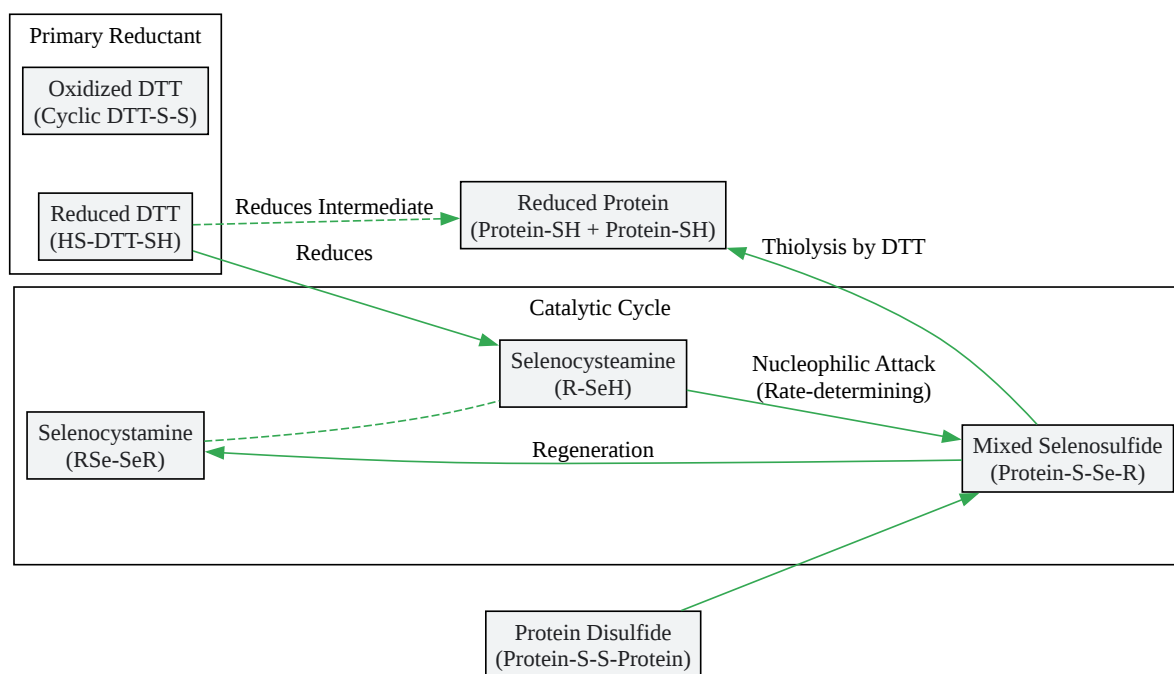 Primary Reductant
Oxidized DTT
(Cyclic DTT-S-S)
Reduced DTT
(HS-DTT-SH)
Reduces Intermediate
Reduced Protein
(Protein-SH + Protein-SH)
Reduces
Thiolysis by DTT
Catalytic Cycle
Selenocysteamine
(R-SeH)
Nucleophilic Attack
(Rate-determining)
Selenocystamine
(RSe-SeR)
Regeneration
Mixed Selenosulfide
(Protein-S-Se-R)
Protein Disulfide
(Protein-S-S-Protein)